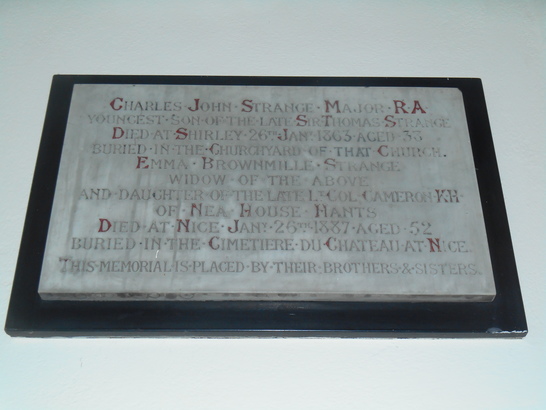 CHARLES · JOHN · STRANGE · MAJOR · R·A
YOUNGEST · SON · OF · THE · LATE · SIR THOMAS STRANGE
DIED · AT · SHIRLEY · 26TH JANY 1863 · AGED · 33
BURIED · IN · THE · CHURCHYARD · OF · THAT · CHURCH.
EMMA · BROWNMILLE · STRANGE
WIDOW · OF · THE · ABOVE
AND · DAUGHTER · OF · THE · LATE · LT COL · CAMERON · KH
OF · NEA · HOUSE · HANTS
DIED · AT · NICE · JANY · 26TH 1887 · AGED · 52
BURIED · IN · THE · CIMETIERE · DU · CHATEAU · AT · NICE.
THIS · MEMORIAL · IS · PLACED · BY · THEIR · BROTHERS · & · SISTERS.